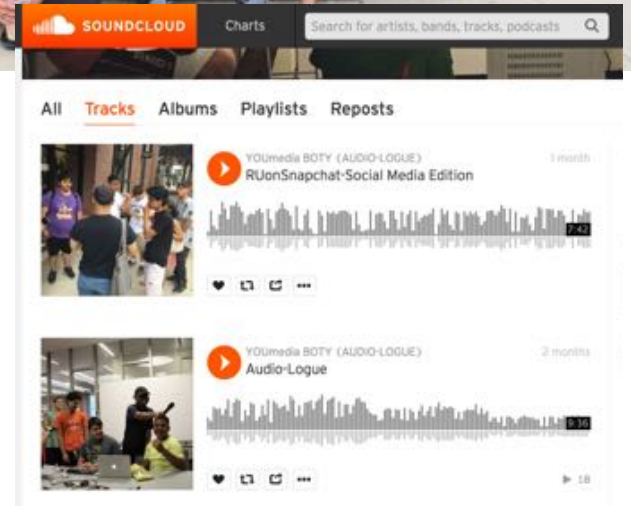 SOUNDCLOUD Charts Search for artists, bands, tracks, podcasts
All Tracks Albums Playlists Reposts
YOUmedia BOTY (AUDIO-LOGUE) 1 month
RUonSnapchat-Social Media Edition
7:42
YOUmedia BOTY (AUDIO-LOGUE) 2 months
Audio-Logue
9:36
18